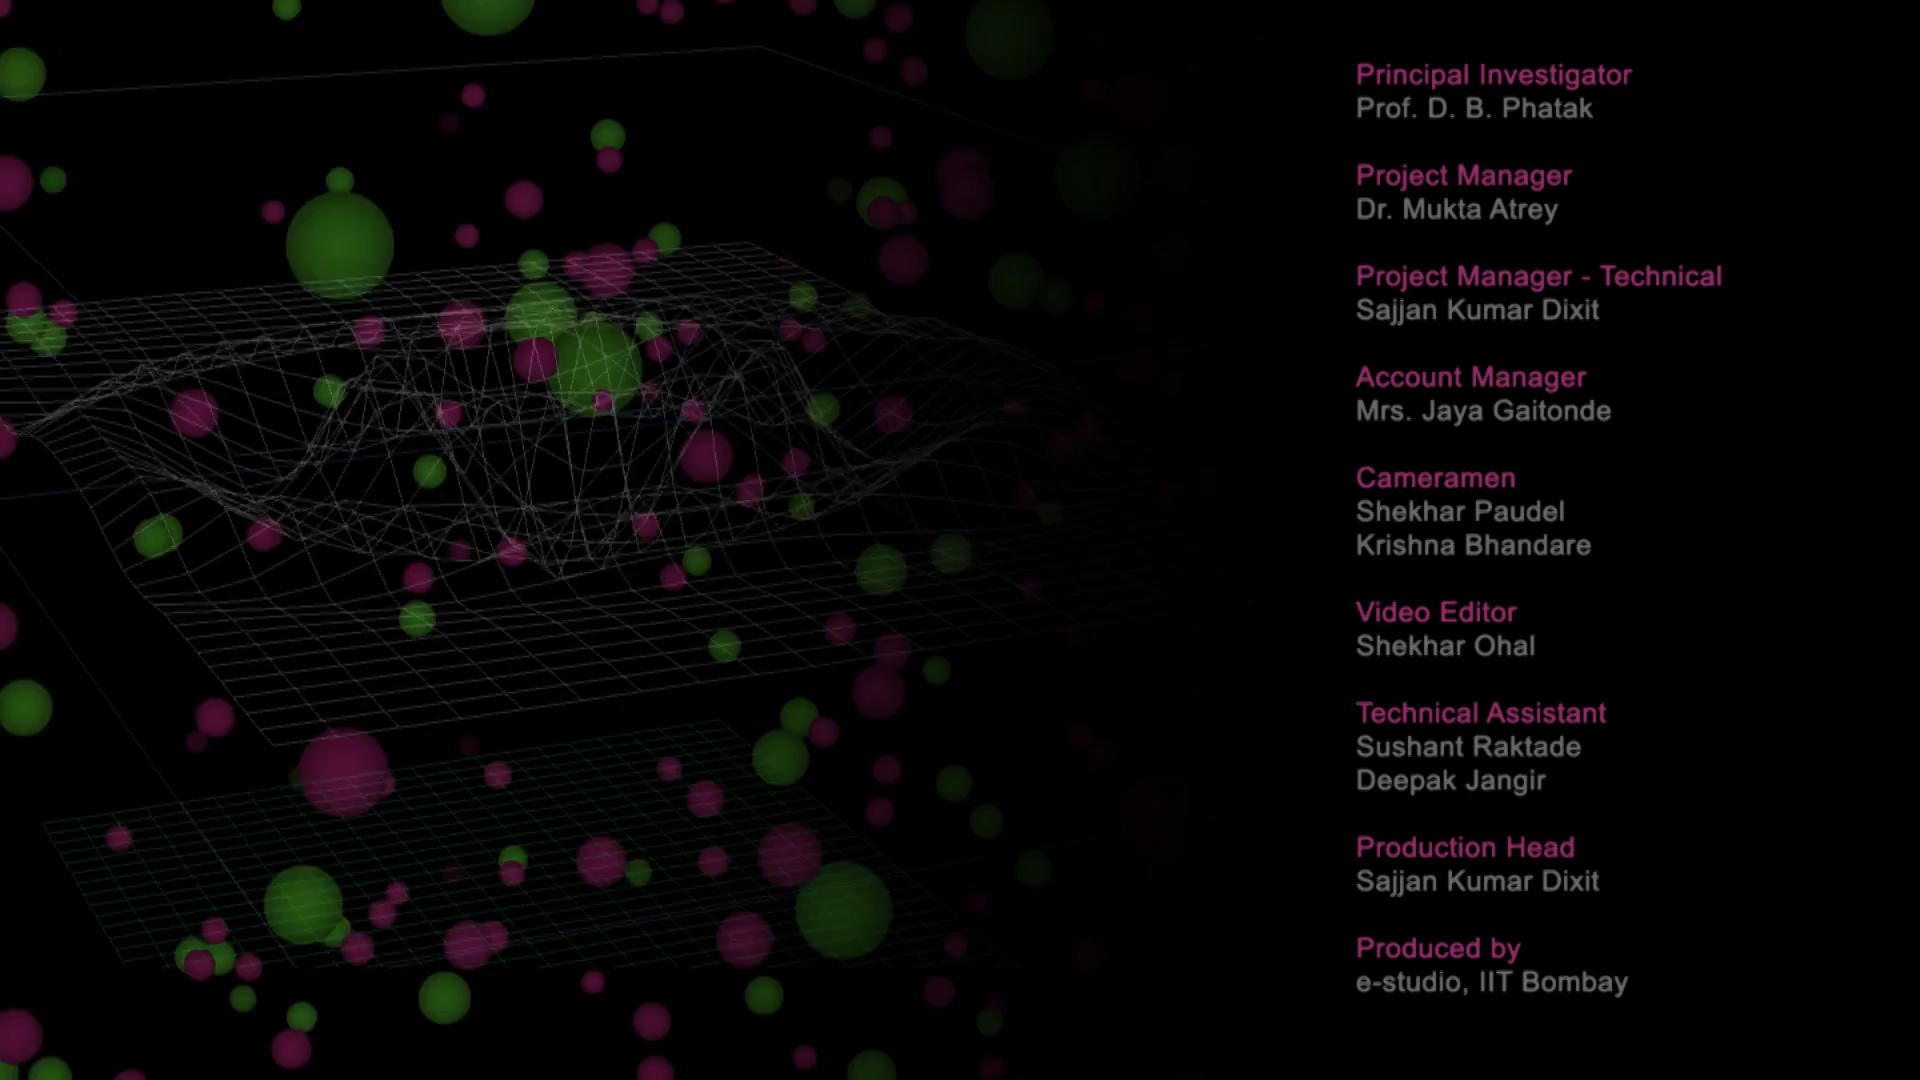 Principal Investigator
Prof. D. B. Phatak
Project Manager
Dr. Mukta Atrey
Project Manager - Technical
Sajjan Kumar Dixit
Account Manager
Mrs. Jaya Gaitonde
Cameramen
Shekhar Paudel
Krishna Bhandare
Video Editor
Shekhar Ohal
Technical Assistant
Sushant Raktade
Deepak Jangir
Production Head
Sajjan Kumar Dixit
Produced by
e-studio, IIT Bombay